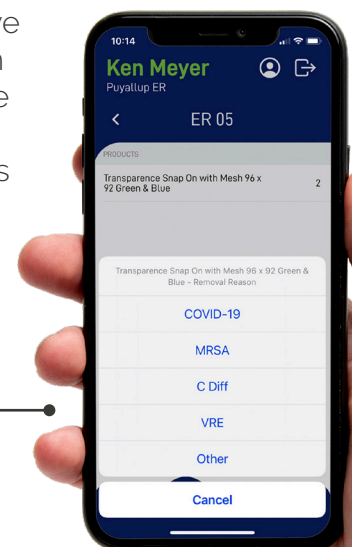 ve
n
e
s
10:14
Ken Meyer
Puyallup ER
ER 05
PRODUCTS
Transparence Snap On with Mesh 96 x
92 Green & Blue
2
Transparence Snap On with Mesh 96 x 92 Green &
Blue - Removal Reason
COVID-19
MRSA
C Diff
VRE
Other
Cancel